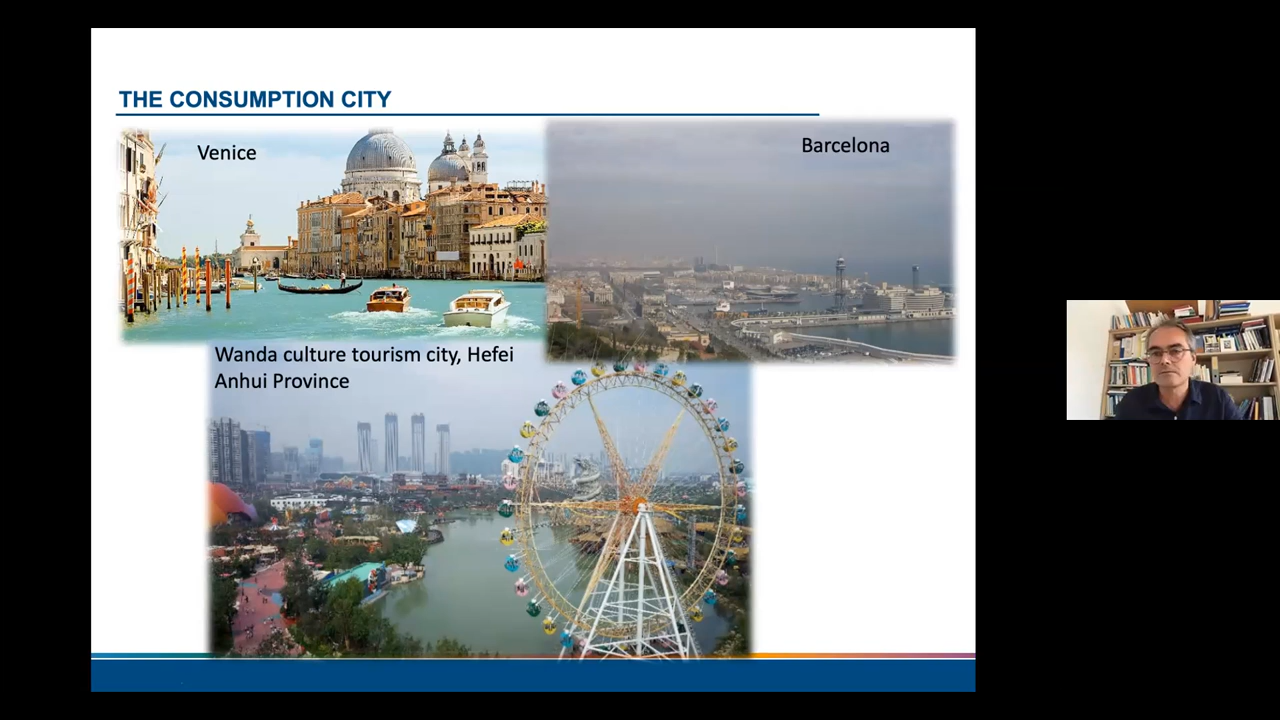 THE CONSUMPTION CITY
Venice
Barcelona
Wanda culture tourism city, Hefei
Anhui Province